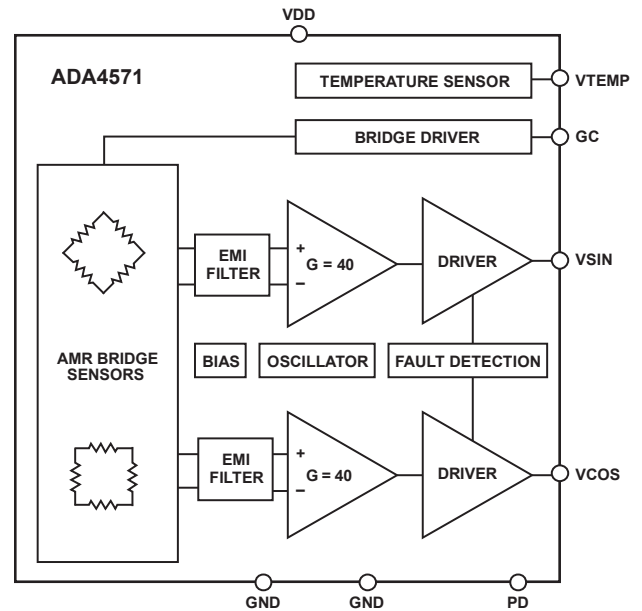 VDD
ADA4571
TEMPERATURE SENSOR
VTEMP
BRIDGE DRIVER
GC
EMI
FILTER
+
–
G = 40
DRIVER
VSIN
AMR BRIDGE
SENSORS
BIAS
OSCILLATOR
FAULT DETECTION
EMI
FILTER
+
–
G = 40
DRIVER
VCOS
GND
GND
PD